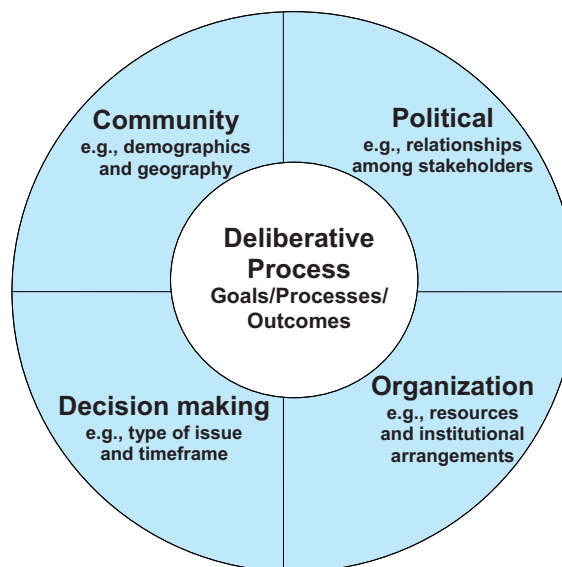 Community
e.g., demographics
and geography
Political
e.g., relationships
among stakeholders
Deliberative
Process
Goals/Processes/
Outcomes
Decision making
e.g., type of issue
and timeframe
Organization
e.g., resources
and institutional
arrangements